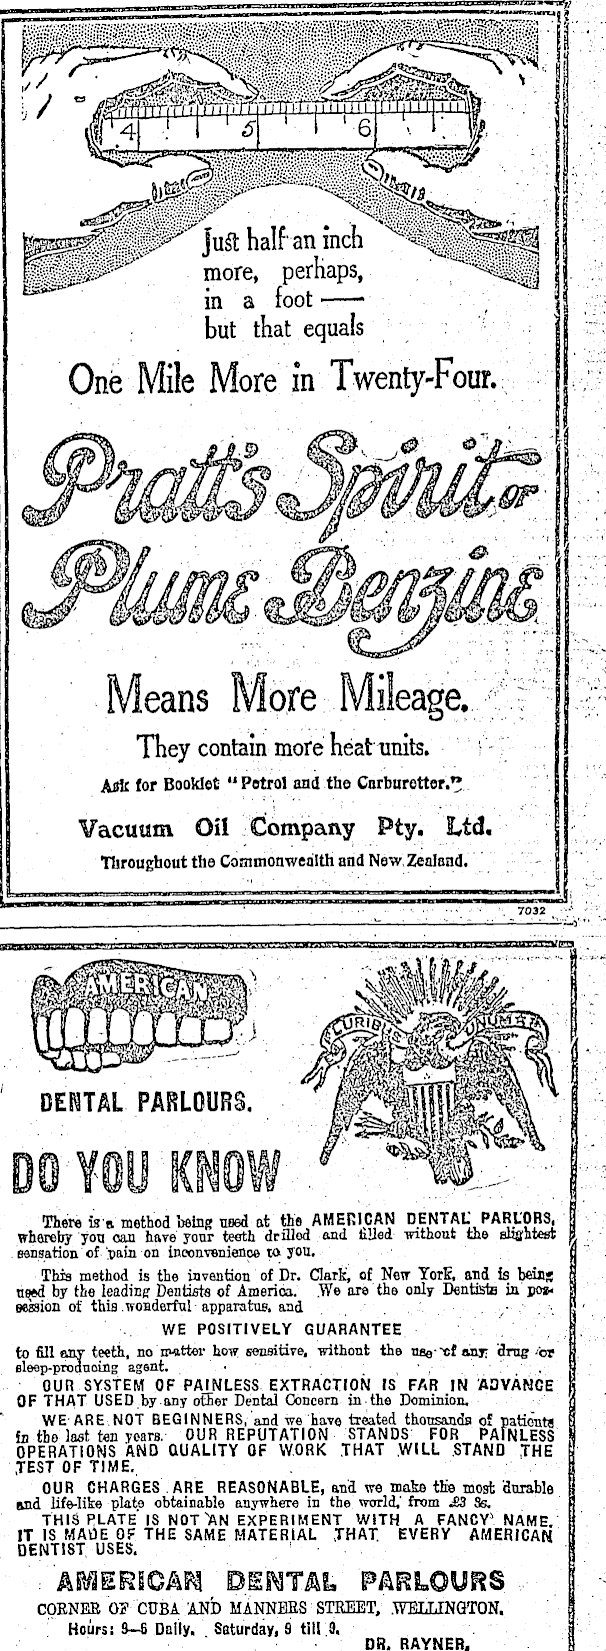 4 5 6
Just half an inch
more, perhaps,
in a foot —
but that equals
One Mile More in Twenty-Four.
Pratt's Spirit or
Plume Benzine
Means More Mileage.
They contain more heat units.
Ask for Booklet "Petrol and the Carburetter."
Vacuum Oil Company Pty. Ltd.
Throughout the Commonwealth and New Zealand.
7032
AMERICAN
DENTAL PARLOURS.
PLURIBUS UNUM
DO YOU KNOW
There is a method being used at the AMERICAN DENTAL PARLORS,
whereby you can have your teeth drilled and filled without the slightest
sensation of pain on inconvenience to you.
This method is the invention of Dr. Clark, of New York, and is being
used by the leading Dentists of America. We are the only Dentists in pos-
session of this wonderful apparatus, and
WE POSITIVELY GUARANTEE
to fill any teeth, no matter how sensitive, without the use of any drug or
sleep-producing agent.
OUR SYSTEM OF PAINLESS EXTRACTION IS FAR IN ADVANCE
OF THAT USED by any other Dental Concern in the Dominion.
WE ARE NOT BEGINNERS, and we have treated thousands of patients
in the last ten years. OUR REPUTATION STANDS FOR PAINLESS
OPERATIONS AND QUALITY OF WORK THAT WILL STAND THE
TEST OF TIME.
OUR CHARGES ARE REASONABLE, and we make the most durable
and life-like plate obtainable anywhere in the world, from £3 3s.
THIS PLATE IS NOT AN EXPERIMENT WITH A FANCY NAME.
IT IS MADE OF THE SAME MATERIAL THAT EVERY AMERICAN
DENTIST USES.
AMERICAN DENTAL PARLOURS
CORNER OF CUBA AND MANNERS STREET, WELLINGTON.
Hours: 9–6 Daily. Saturday, 9 till 9.
DR. RAYNER.